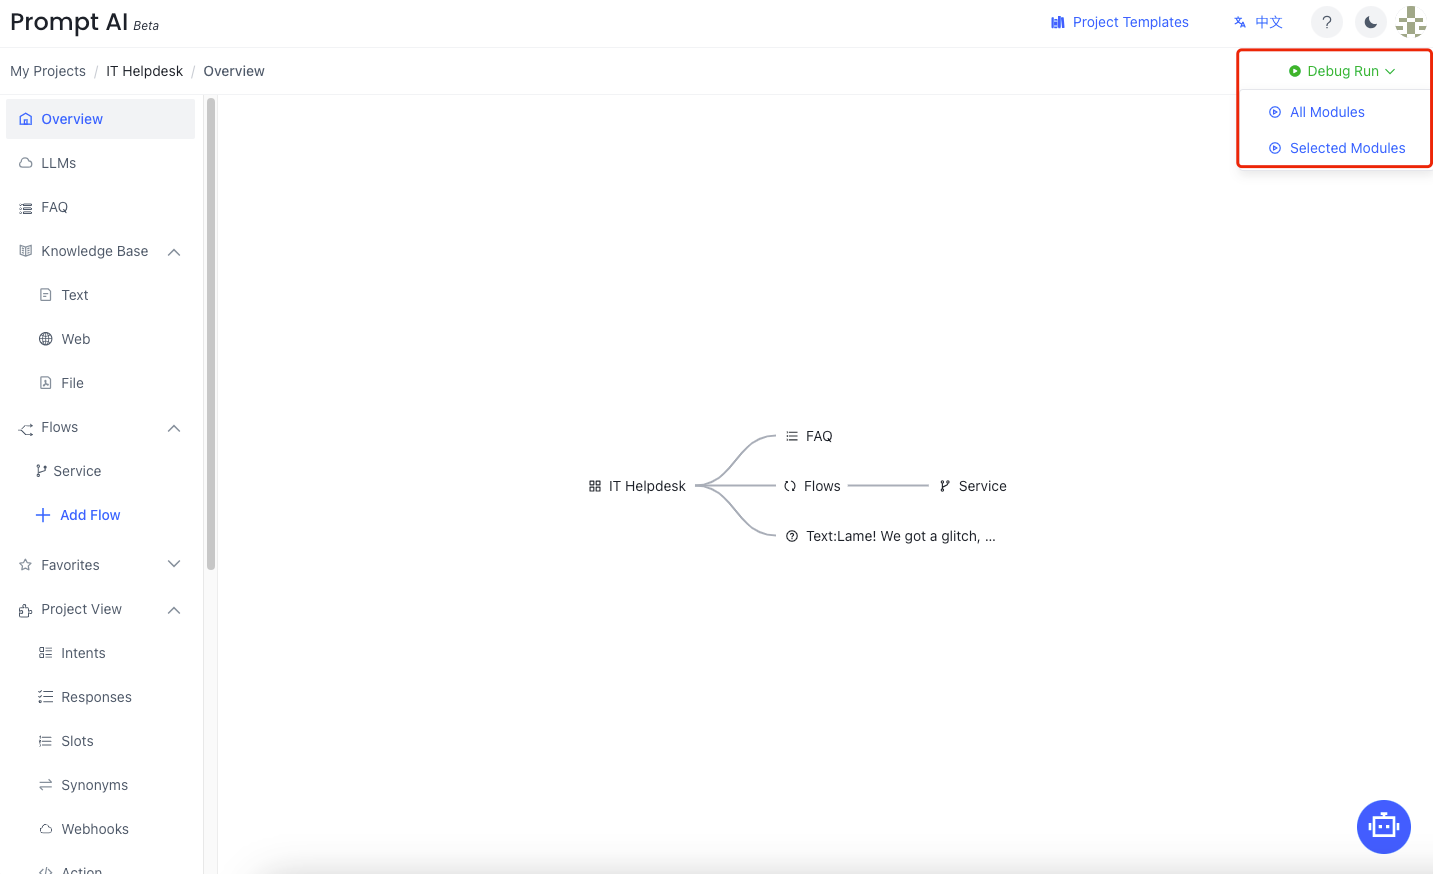 Prompt AI Beta
Project Templates
中文
?
My Projects / IT Helpdesk / Overview
Debug Run
All Modules
Selected Modules
Overview
LLMs
FAQ
Knowledge Base
Text
Web
File
Flows
Service
Add Flow
Favorites
Project View
Intents
Responses
Slots
Synonyms
Webhooks
Action
FAQ
IT Helpdesk
Flows
Service
Text:Lame! We got a glitch, ...